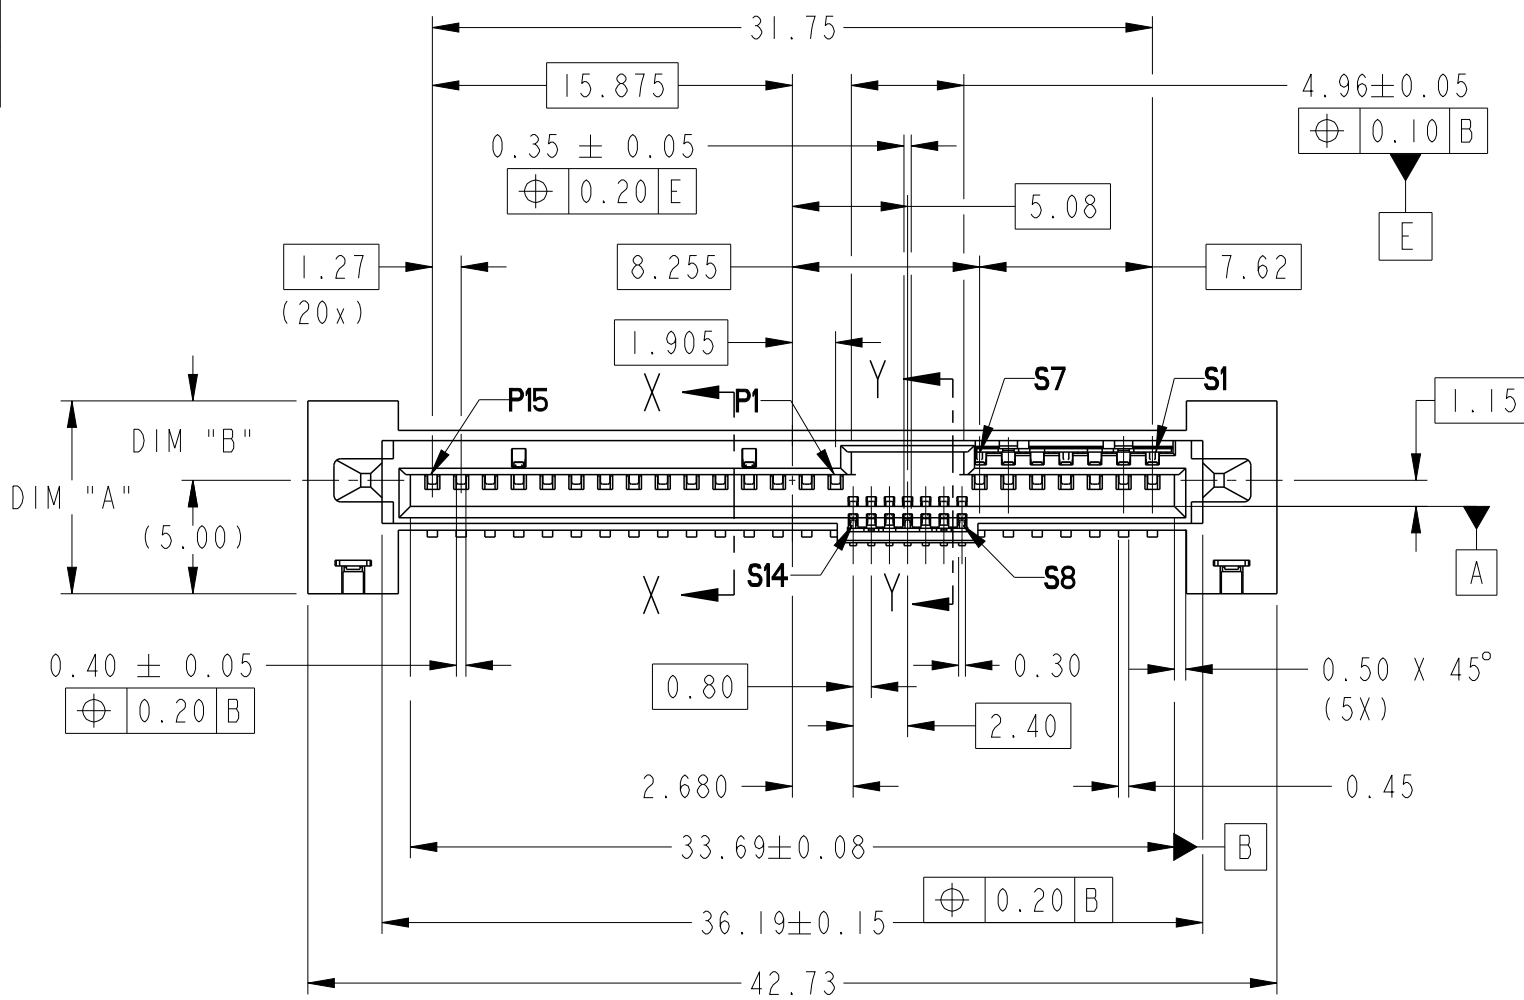 31.75
15.875
4.96±0.05
⌖ 0.10 B
0.35 ± 0.05
⌖ 0.20 E
5.08
E
1.27
(20x)
8.255
7.62
1.905
X
Y
P15
P1
S7
S1
1.15
DIM "B"
DIM "A"
(5.00)
A
S14
S8
X
Y
0.40 ± 0.05
⌖ 0.20 B
0.80
0.30
0.50 X 45°
(5X)
2.40
2.680
0.45
33.69±0.08
B
⌖ 0.20 B
36.19±0.15
42.73